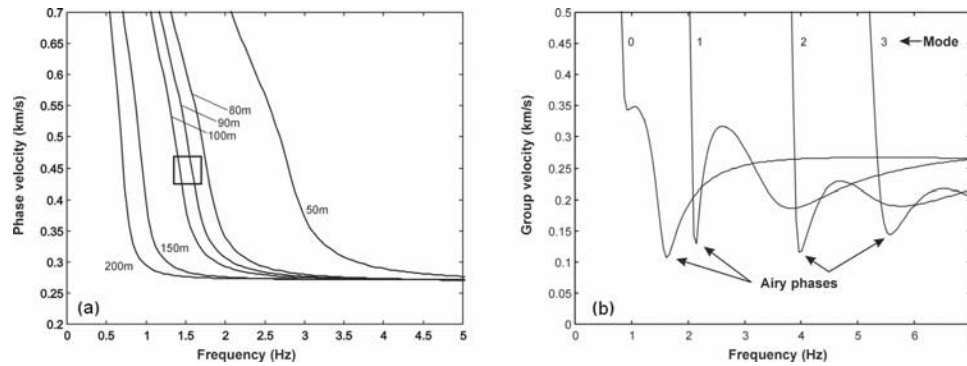 0.7
0.65
0.6
0.55
0.5
0.45
0.4
0.35
0.3
0.25
0.2
Phase velocity (km/s)
80m
90m
100m
50m
150m
200m
(a)
0 0.5 1 1.5 2 2.5 3 3.5 4 4.5 5
Frequency (Hz)
0.5
0.45
0.4
0.35
0.3
0.25
0.2
0.15
0.1
0.05
0
Group velocity (km/s)
0 1 2 3 Mode
Airy phases
(b)
0 1 2 3 4 5 6
Frequency (Hz)